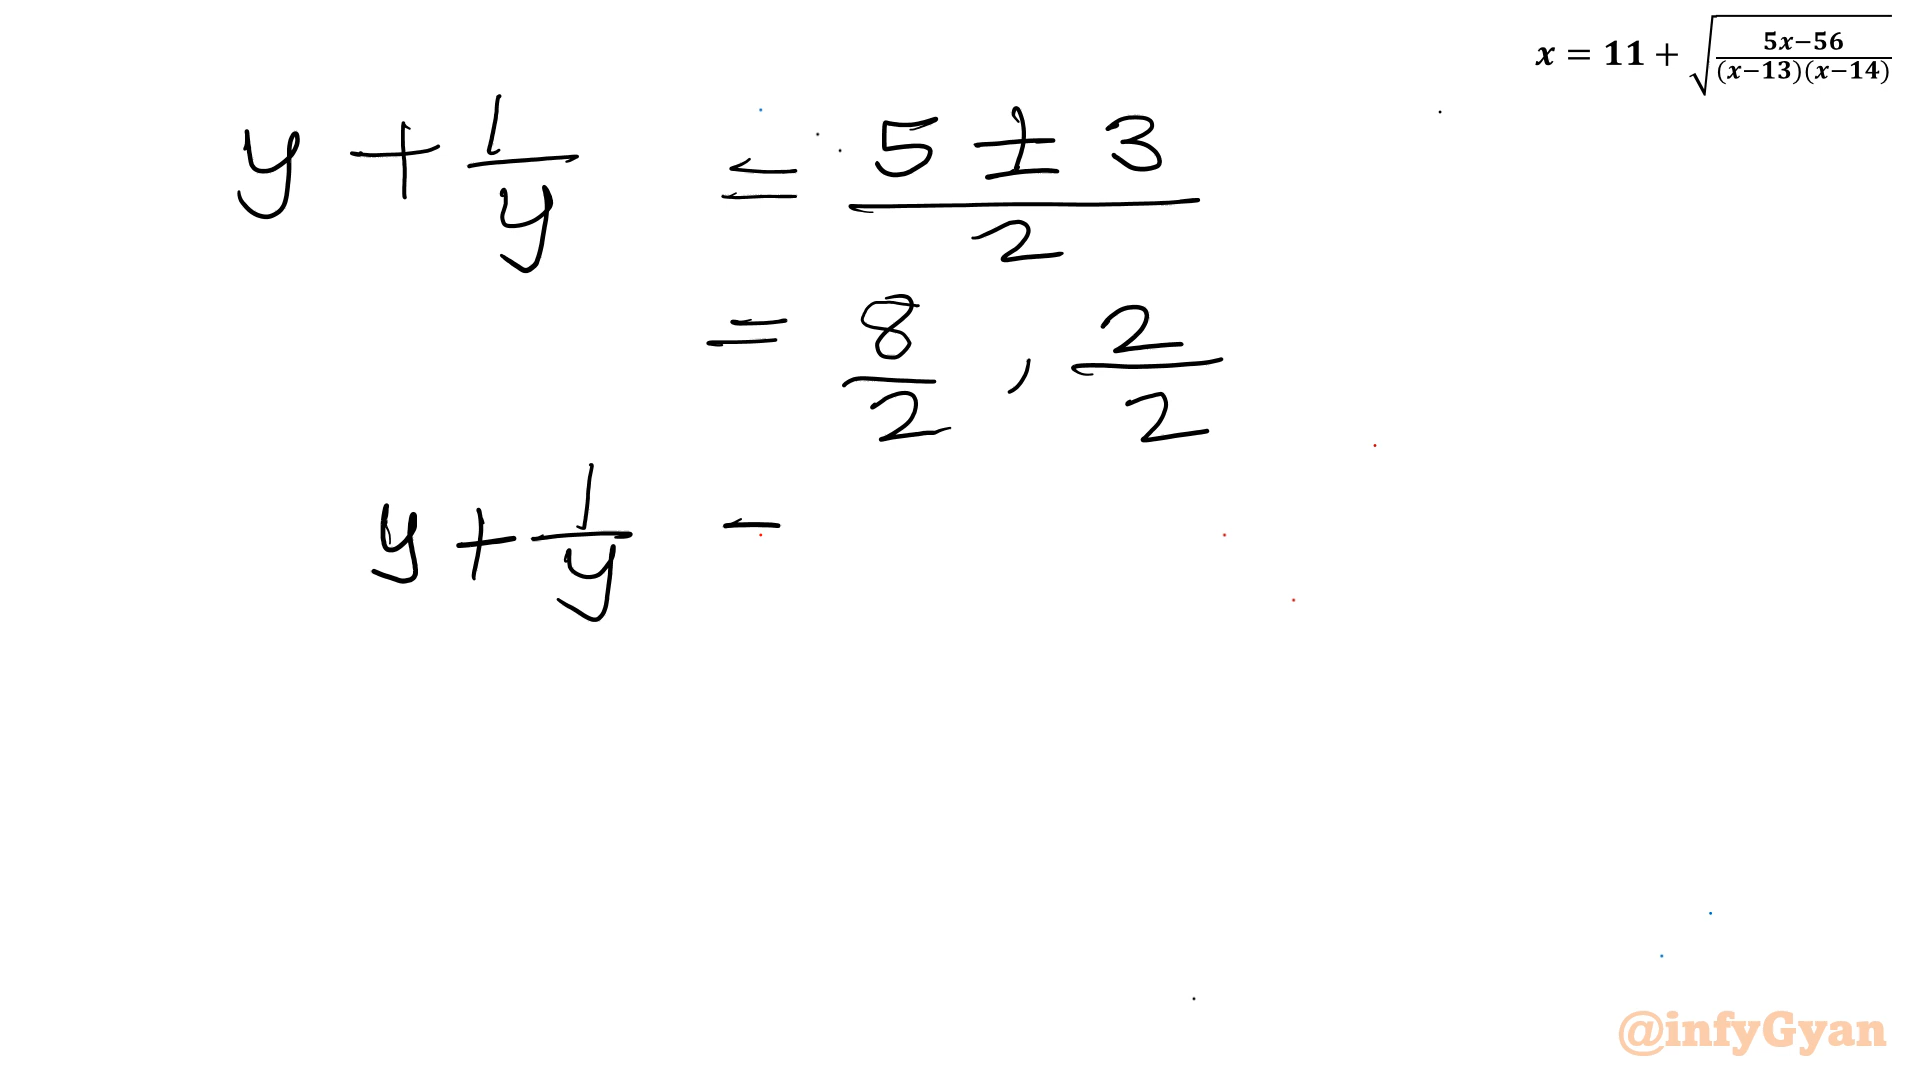 x = 11 + √((5x−56)/((x−13)(x−14)))
y + 1/y = (5 ± 3)/2
= 8/2 , 2/2
y + 1/y −
@infyGyan